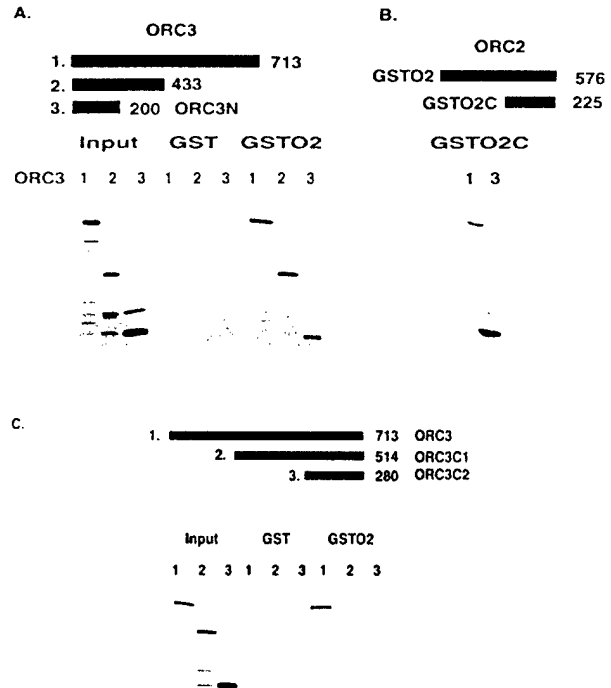 A.
ORC3
1. 713
2. 433
3. 200 ORC3N
Input GST GSTO2
ORC3 1 2 3 1 2 3 1 2 3
B.
ORC2
GSTO2 576
GSTO2C 225
GSTO2C
1 3
C.
1. 713 ORC3
2. 514 ORC3C1
3. 280 ORC3C2
Input GST GSTO2
1 2 3 1 2 3 1 2 3